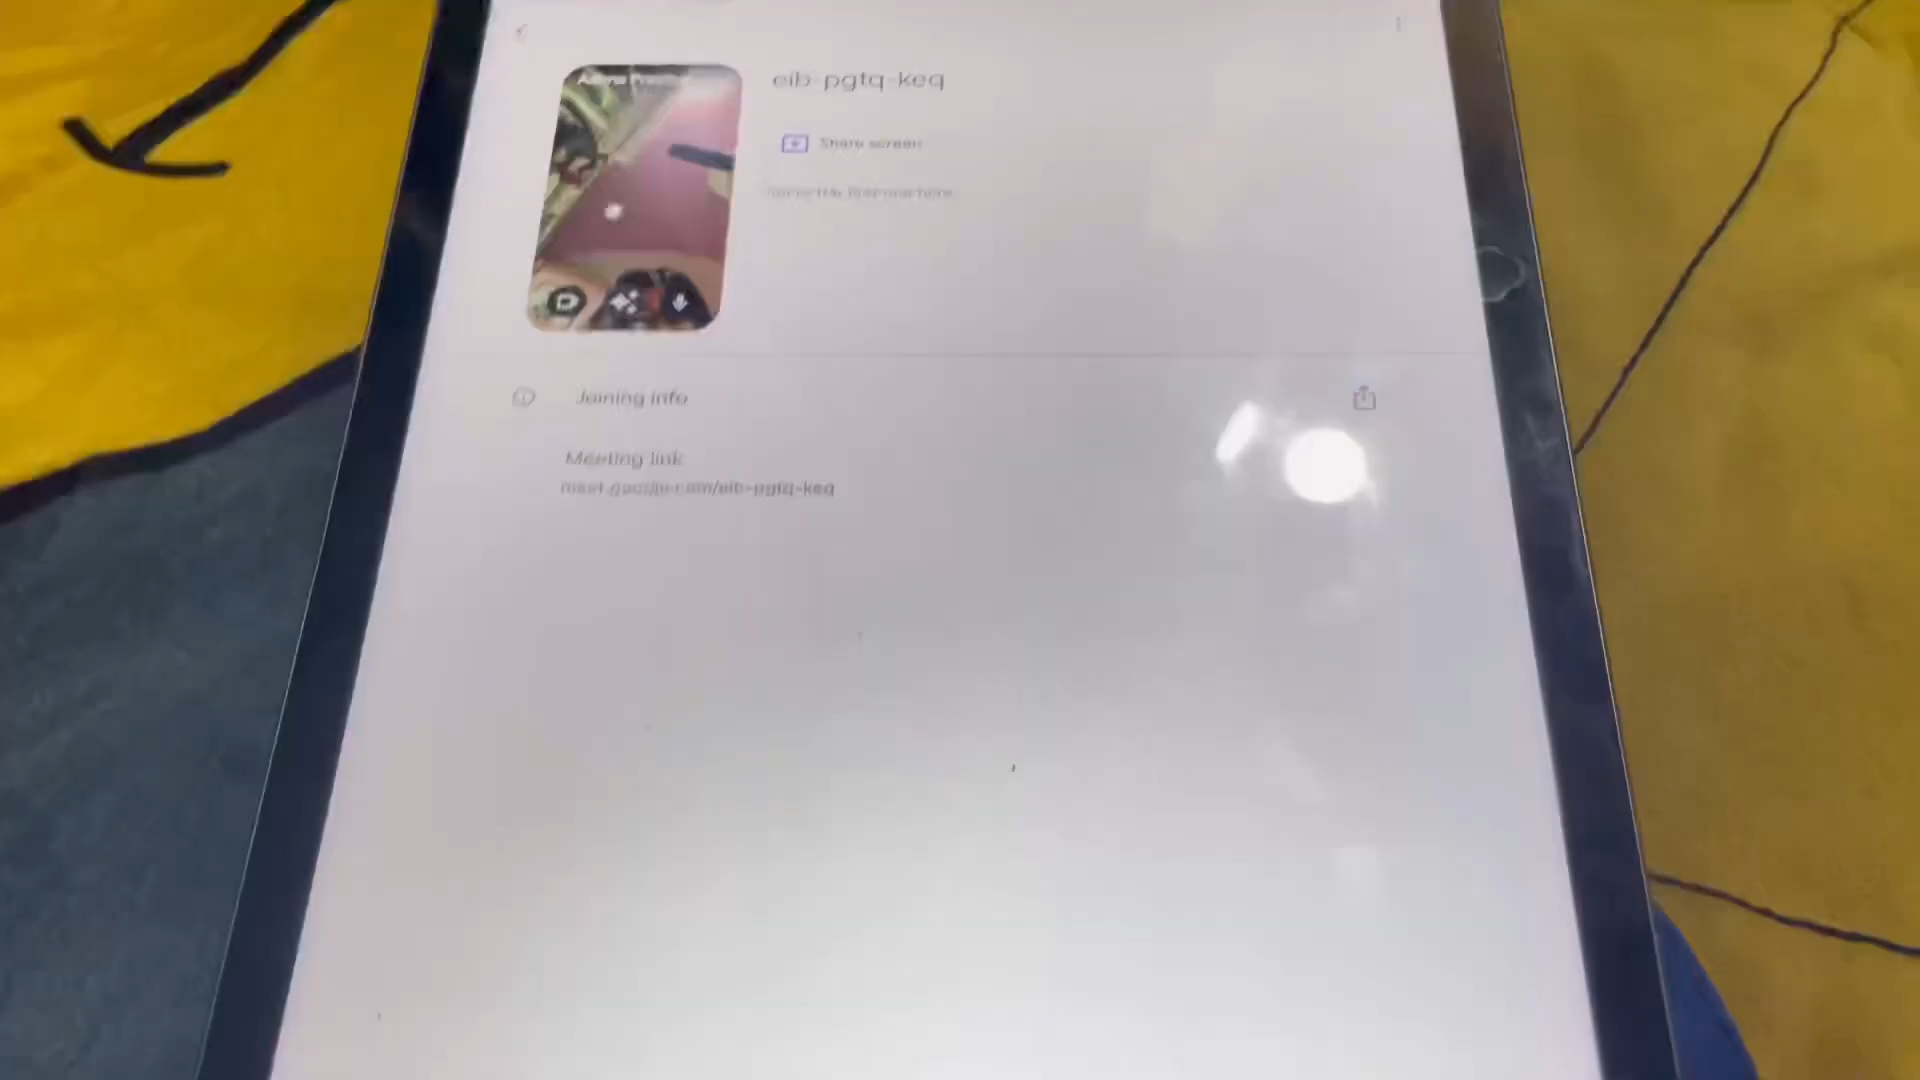 eib-pgtq-keq
Share screen
Joining info
Meeting link
meet.google.com/eib-pgtq-keq